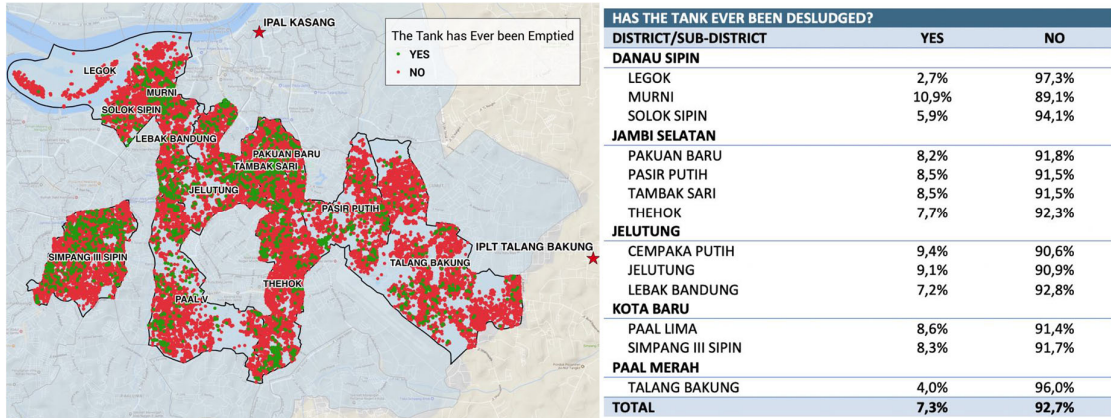 IPAL KASANG
The Tank has Ever been Emptied
YES
NO
LEGOK
MURNI
SOLOK SIPIN
LEBAK BANDUNG
PAKUAN BARU
TAMBAK SARI
JELUTUNG
PASIR PUTIH
IPLT TALANG BAKUNG
SIMPANG III SIPIN
TALANG BAKUNG
THEHOK
PAAL V
HAS THE TANK EVER BEEN DESLUDGED?
DISTRICT/SUB-DISTRICT YES NO
DANAU SIPIN
LEGOK 2,7% 97,3%
MURNI 10,9% 89,1%
SOLOK SIPIN 5,9% 94,1%
JAMBI SELATAN
PAKUAN BARU 8,2% 91,8%
PASIR PUTIH 8,5% 91,5%
TAMBAK SARI 8,5% 91,5%
THEHOK 7,7% 92,3%
JELUTUNG
CEMPAKA PUTIH 9,4% 90,6%
JELUTUNG 9,1% 90,9%
LEBAK BANDUNG 7,2% 92,8%
KOTA BARU
PAAL LIMA 8,6% 91,4%
SIMPANG III SIPIN 8,3% 91,7%
PAAL MERAH
TALANG BAKUNG 4,0% 96,0%
TOTAL 7,3% 92,7%